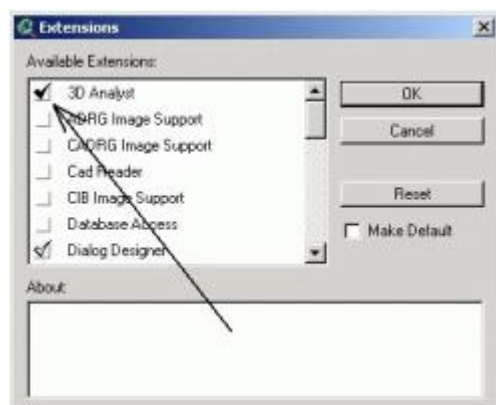 Extensions
Available Extensions:
3D Analyst
ADRG Image Support
CADRG Image Support
Cad Reader
CIB Image Support
Database Access
Dialog Designer
OK
Cancel
Reset
Make Default
About: